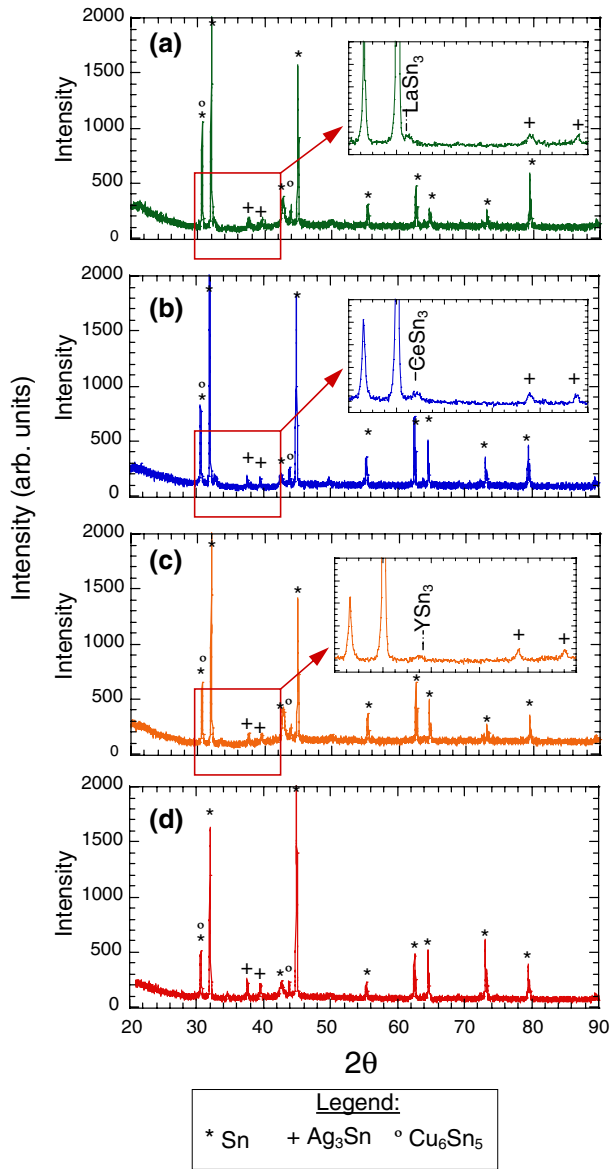 Intensity (arb. units)
(a)
Intensity
2000
1500
1000
500
0
*
o
*
+
+
*
o
*
*
*
*
*
*
LaSn3
+
+
(b)
Intensity
2000
1500
1000
500
0
*
o
*
+
+
*
o
*
*
*
*
*
*
CeSn3
+
+
(c)
Intensity
2000
1500
1000
500
0
*
o
*
+
+
*
o
*
*
*
*
*
*
YSn3
+
+
(d)
Intensity
2000
1500
1000
500
0
*
o
*
+
+
*
o
*
*
*
*
*
*
20 30 40 50 60 70 80 90
2θ
Legend:
* Sn + Ag3Sn o Cu6Sn5